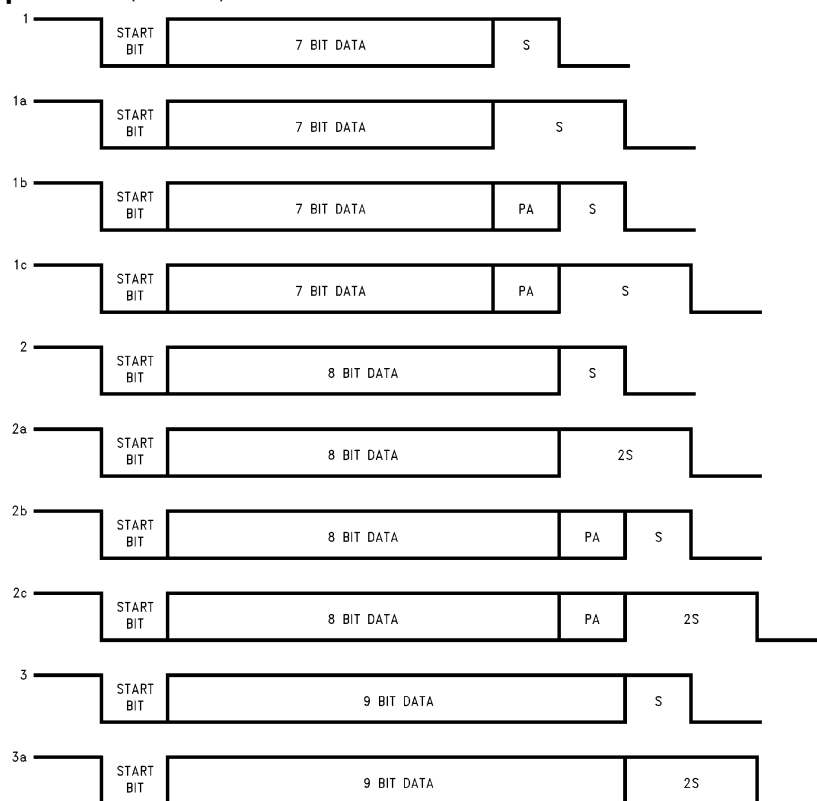 1 START BIT 7 BIT DATA S
1a START BIT 7 BIT DATA S
1b START BIT 7 BIT DATA PA S
1c START BIT 7 BIT DATA PA S
2 START BIT 8 BIT DATA S
2a START BIT 8 BIT DATA 2S
2b START BIT 8 BIT DATA PA S
2c START BIT 8 BIT DATA PA 2S
3 START BIT 9 BIT DATA S
3a START BIT 9 BIT DATA 2S